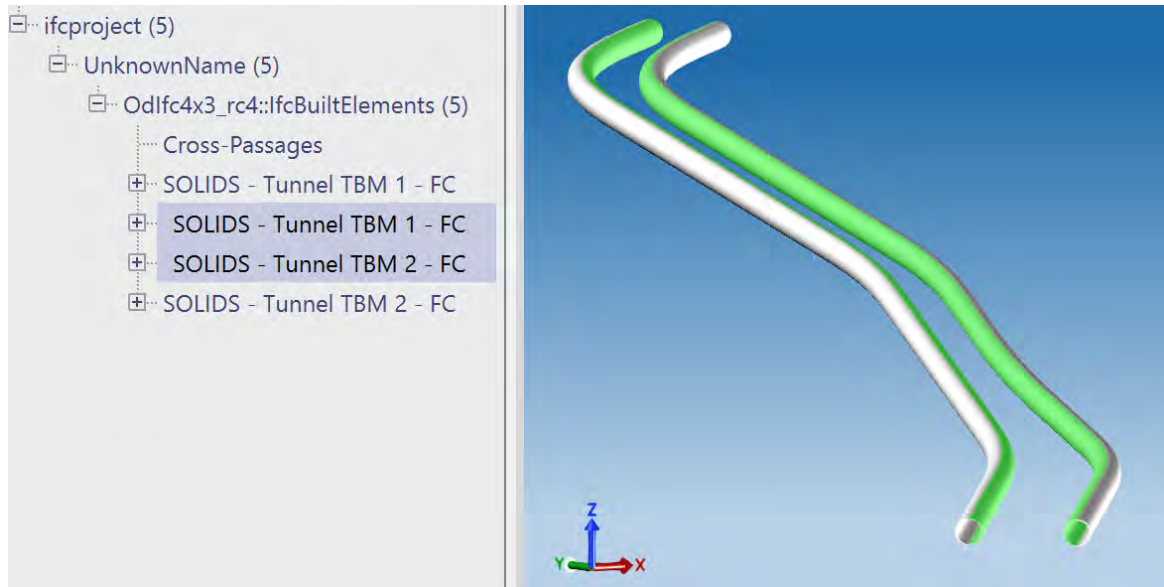 ifcproject (5)
UnknownName (5)
OdIfc4x3_rc4::IfcBuiltElements (5)
Cross-Passages
SOLIDS - Tunnel TBM 1 - FC
SOLIDS - Tunnel TBM 1 - FC
SOLIDS - Tunnel TBM 2 - FC
SOLIDS - Tunnel TBM 2 - FC
Z
Y
X